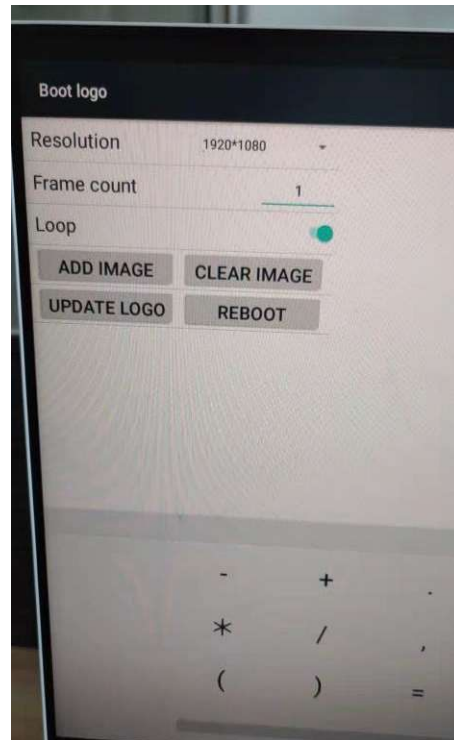 Boot logo
Resolution 1920*1080
Frame count 1
Loop
ADD IMAGE CLEAR IMAGE
UPDATE LOGO REBOOT
- + .
* / ,
( ) =